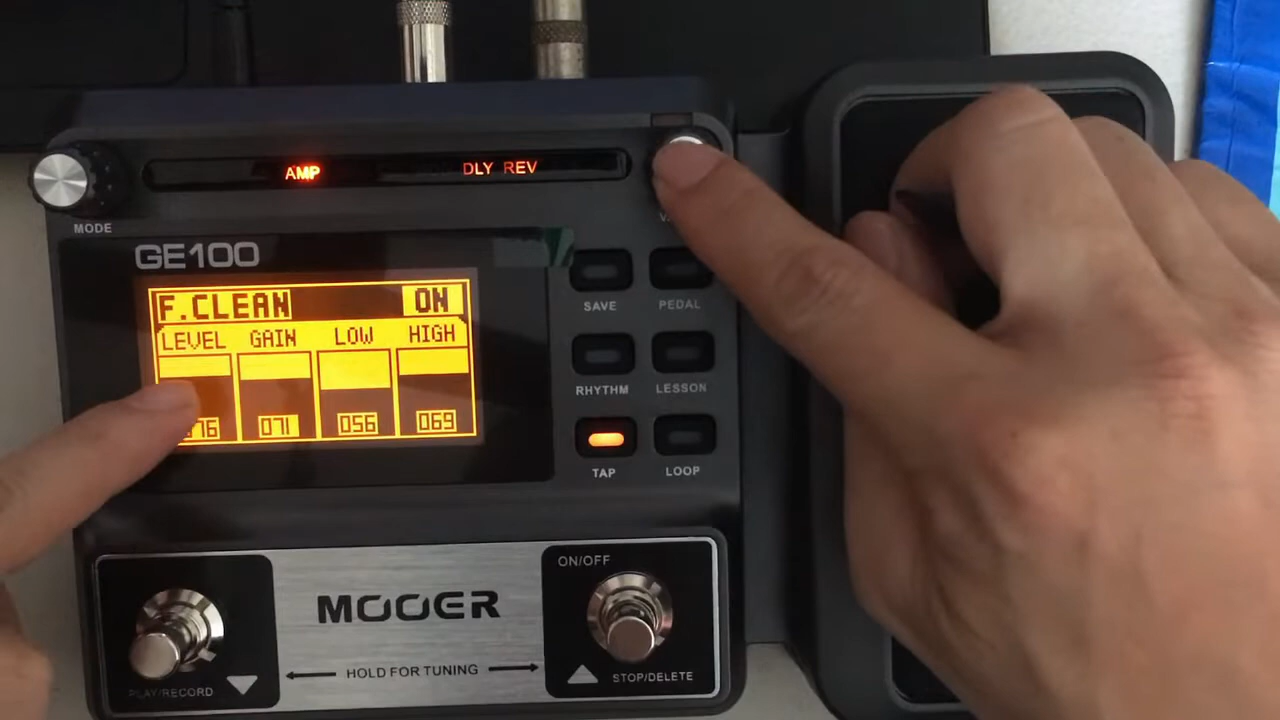 AMP DLY REV
MODE
GE100
F.CLEAN ON
LEVEL GAIN LOW HIGH
76 071 056 069
SAVE PEDAL
RHYTHM LESSON
TAP LOOP
ON/OFF
MOOER
HOLD FOR TUNING
PLAY/RECORD
STOP/DELETE